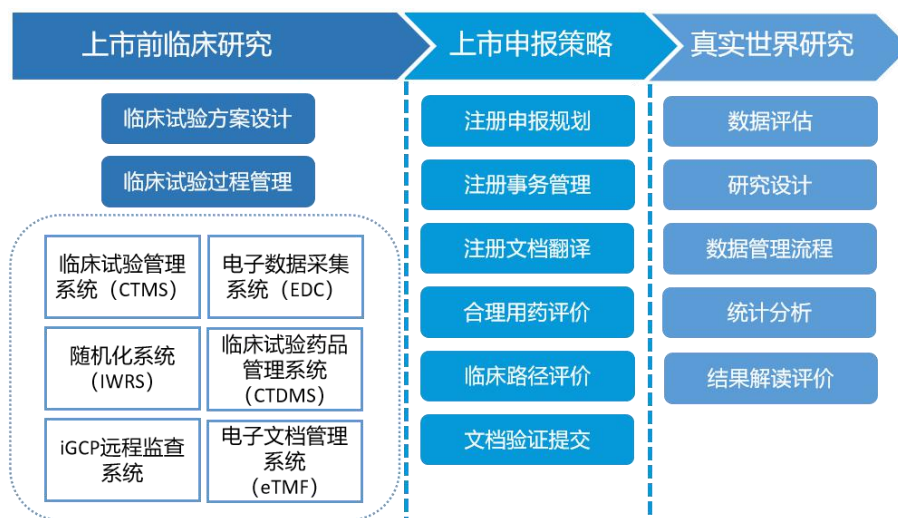 上市前临床研究
上市申报策略
真实世界研究
临床试验方案设计
临床试验过程管理
临床试验管理
系统（CTMS）
电子数据采集
系统（EDC）
随机化系统
（IWRS）
临床试验药品
管理系统
（CTDMS）
iGCP远程监查
系统
电子文档管理
系统
（eTMF）
注册申报规划
注册事务管理
注册文档翻译
合理用药评价
临床路径评价
文档验证提交
数据评估
研究设计
数据管理流程
统计分析
结果解读评价